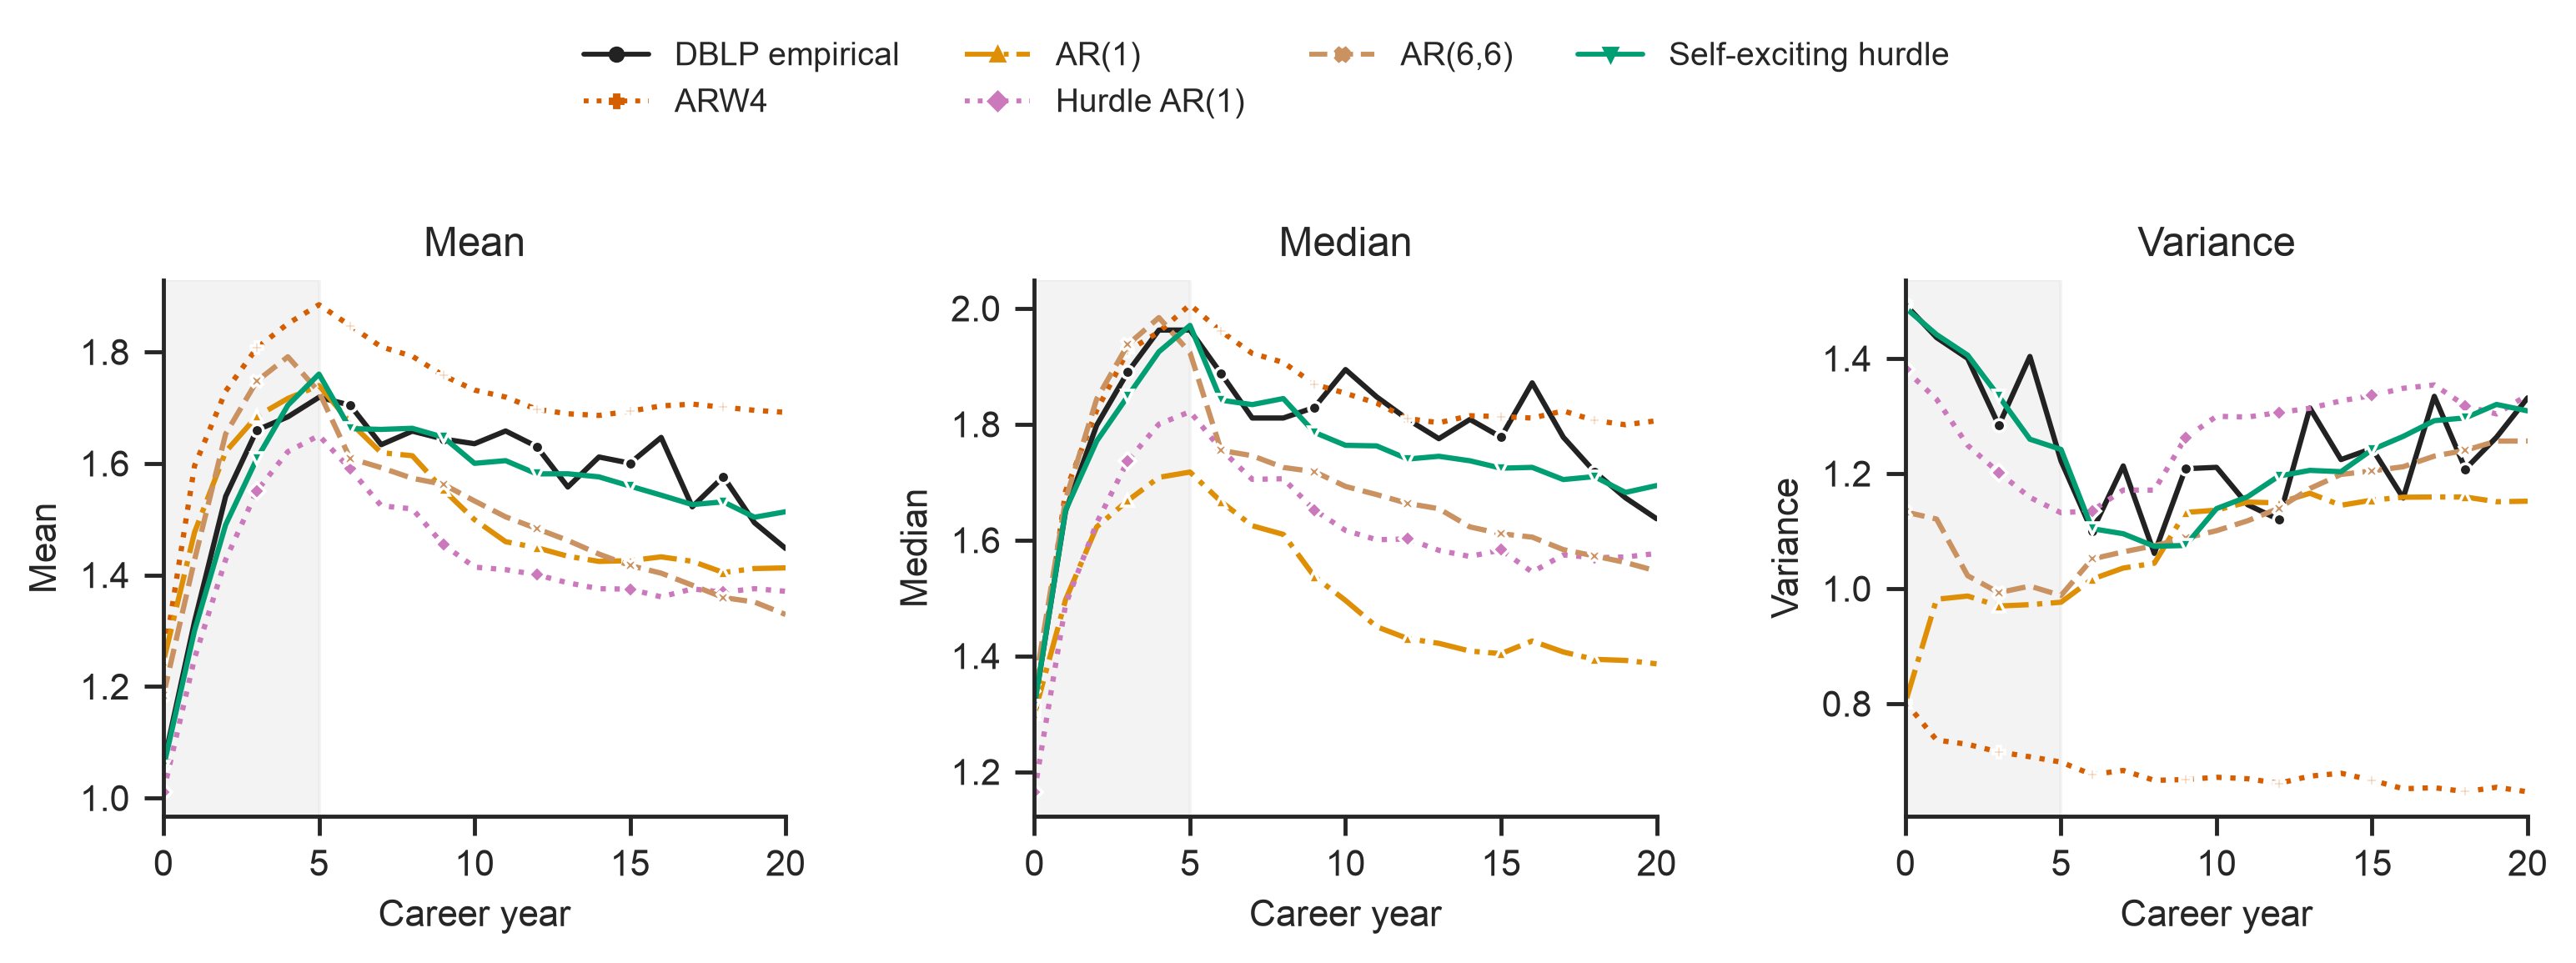 DBLP empirical AR(1) AR(6,6) Self-exciting hurdle
ARW4 Hurdle AR(1)
Mean
Mean
1.8
1.6
1.4
1.2
1.0
0 5 10 15 20
Career year
Median
Median
2.0
1.8
1.6
1.4
1.2
0 5 10 15 20
Career year
Variance
Variance
1.4
1.2
1.0
0.8
0 5 10 15 20
Career year